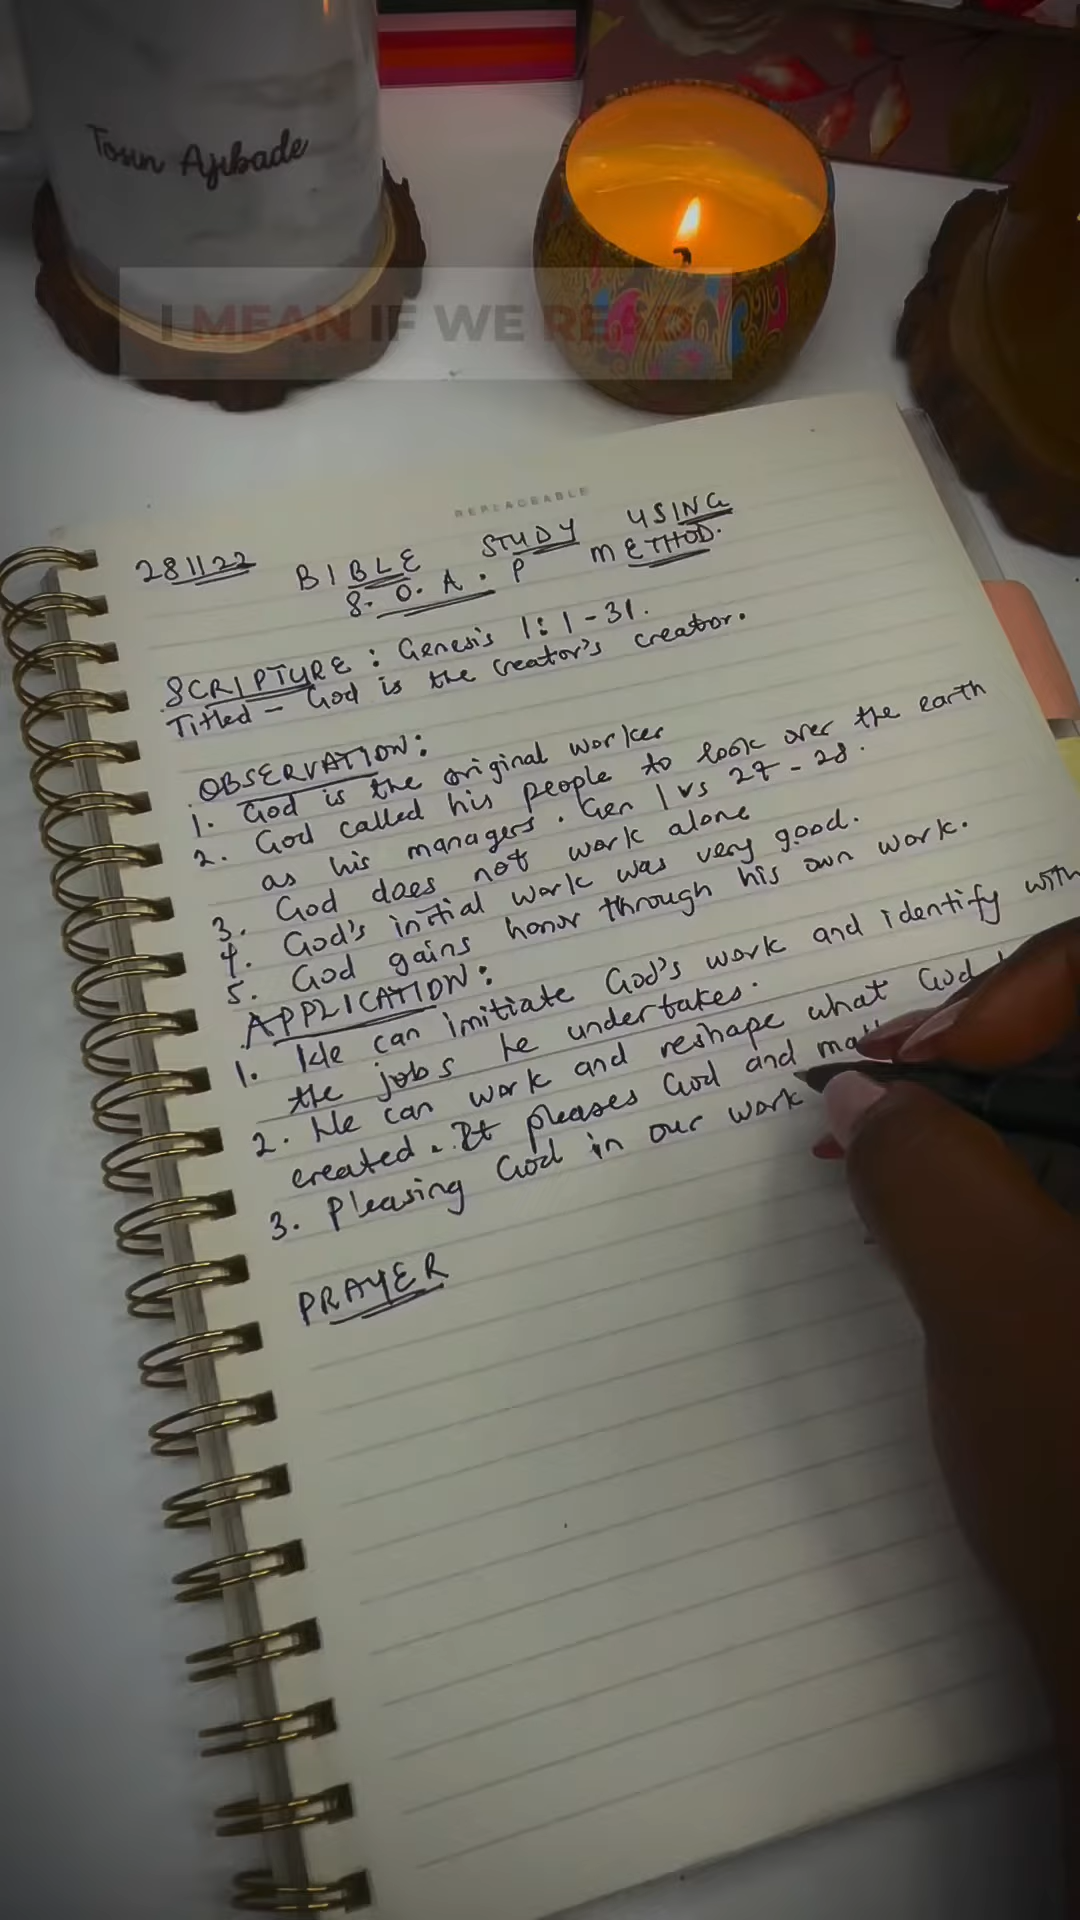 Tosin Ajibade
I MEAN IF WE READ
REPLACEABLE
281122
BIBLE STUDY USING
S. O. A. P METHOD.
SCRIPTURE: Genesis 1:1-31.
Titled - God is the creator's creator.
OBSERVATION:
1. God is the original worker
2. God called his people to look over the earth
as his managers. Gen 1 vs 27 - 28.
3. God does not work alone
4. God's initial work was very good.
5. God gains honor through his own work.
APPLICATION:
1. We can imitiate God's work and identify with
the jobs he undertakes.
2. We can work and reshape what God
created. It pleases God and
3. Pleasing God in our work
PRAYER